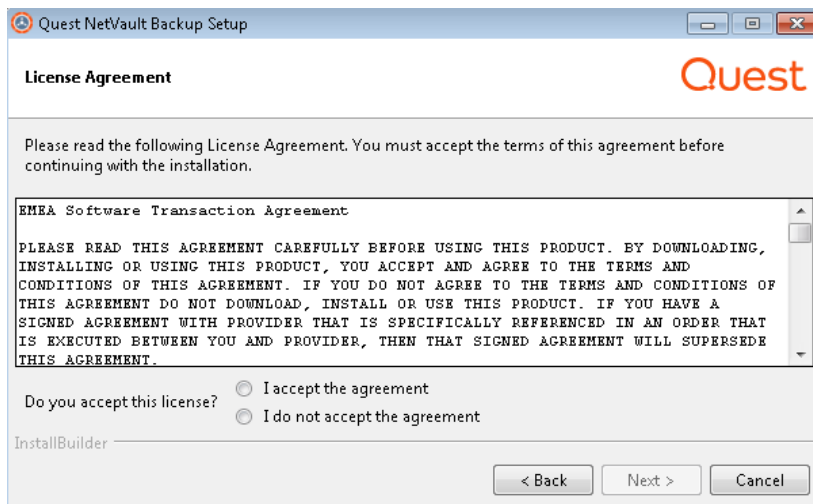 Quest NetVault Backup Setup
License Agreement
Quest
Please read the following License Agreement. You must accept the terms of this agreement before
continuing with the installation.
EMEA Software Transaction Agreement
PLEASE READ THIS AGREEMENT CAREFULLY BEFORE USING THIS PRODUCT. BY DOWNLOADING,
INSTALLING OR USING THIS PRODUCT, YOU ACCEPT AND AGREE TO THE TERMS AND
CONDITIONS OF THIS AGREEMENT. IF YOU DO NOT AGREE TO THE TERMS AND CONDITIONS OF
THIS AGREEMENT DO NOT DOWNLOAD, INSTALL OR USE THIS PRODUCT. IF YOU HAVE A
SIGNED AGREEMENT WITH PROVIDER THAT IS SPECIFICALLY REFERENCED IN AN ORDER THAT
IS EXECUTED BETWEEN YOU AND PROVIDER, THEN THAT SIGNED AGREEMENT WILL SUPERSEDE
THIS AGREEMENT.
Do you accept this license?
I accept the agreement
I do not accept the agreement
InstallBuilder
< Back
Next >
Cancel